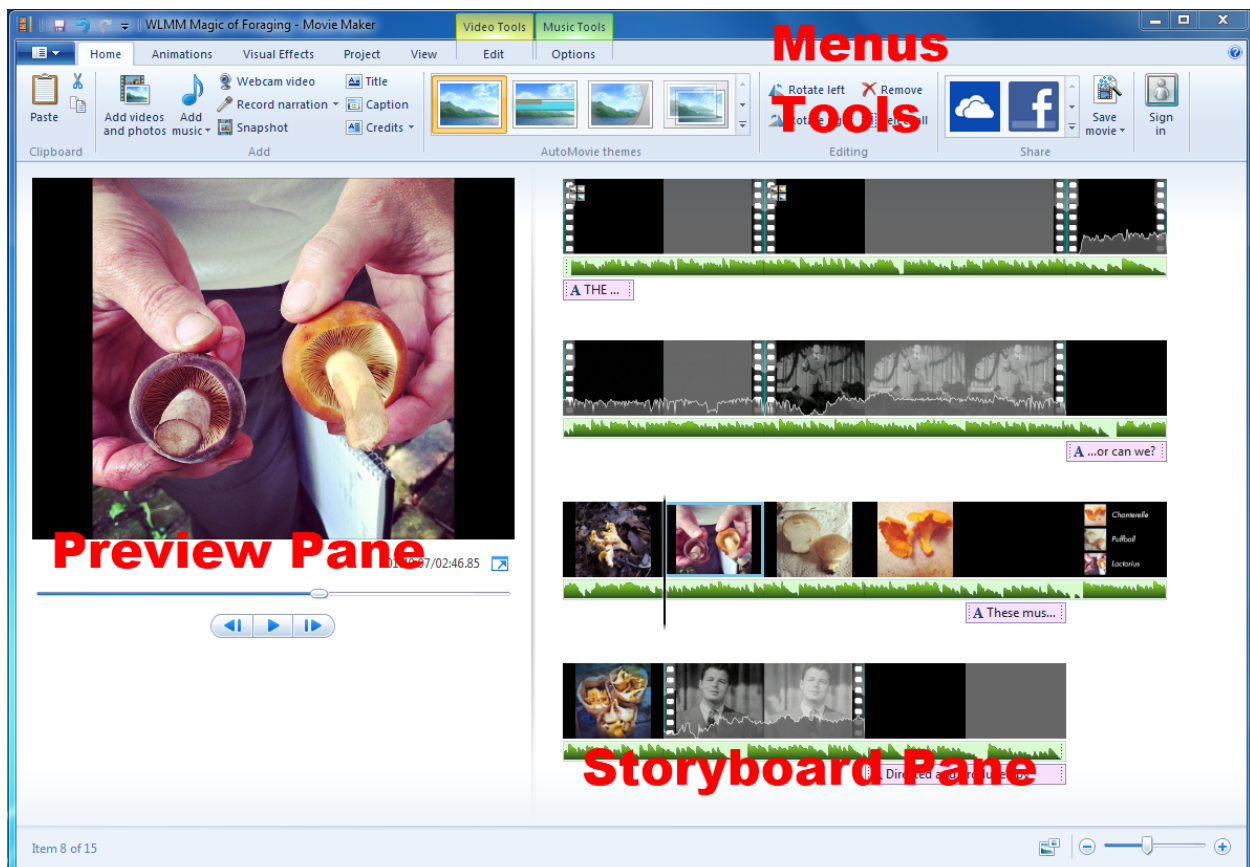 WLMM Magic of Foraging - Movie Maker
Video Tools
Music Tools
Home
Animations
Visual Effects
Project
View
Edit
Options
Menus
Paste
Add videos
and photos
Add
music
Webcam video
Record narration
Snapshot
Title
Caption
Credits
Rotate left
Remove
Tools
Save
movie
Sign
in
Clipboard
Add
AutoMovie themes
Editing
Share
A THE ...
A ...or can we?
Chanterelle
Puffball
Lactarius
Preview Pane
/02:46.85
A These mus...
Storyboard Pane
Item 8 of 15